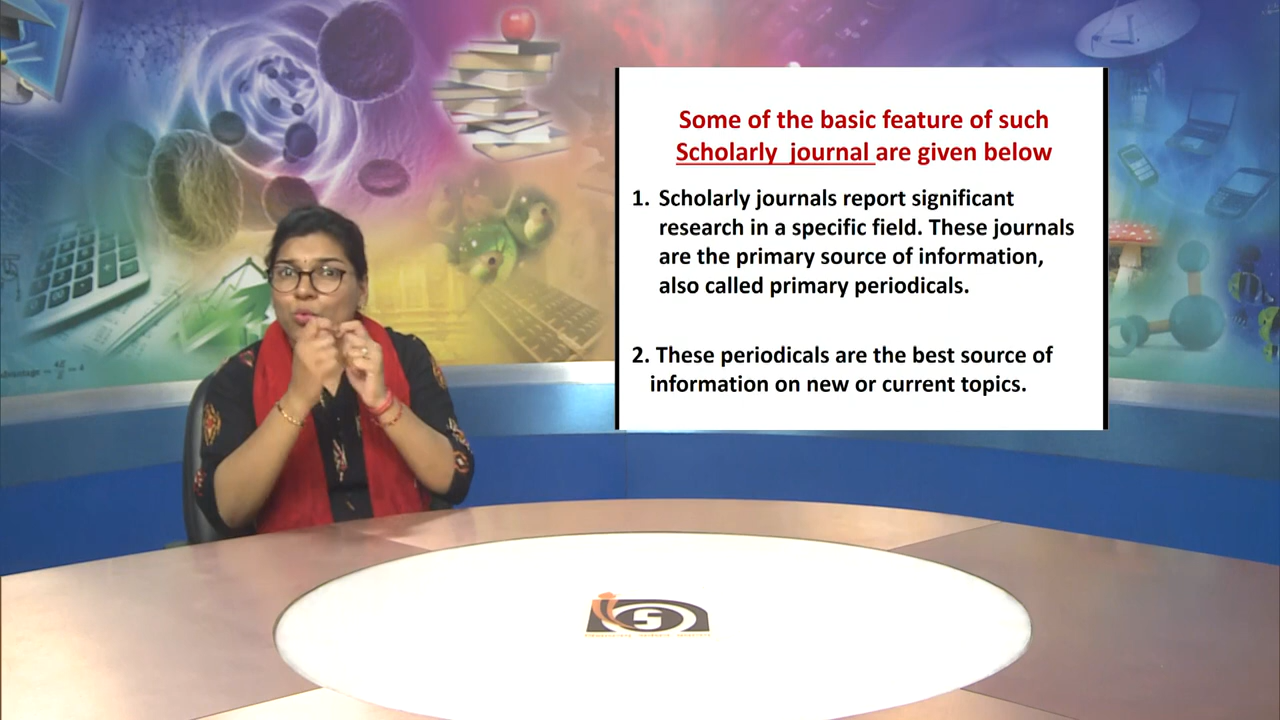 Some of the basic feature of such
Scholarly journal are given below
1. Scholarly journals report significant
research in a specific field. These journals
are the primary source of information,
also called primary periodicals.
2. These periodicals are the best source of
information on new or current topics.